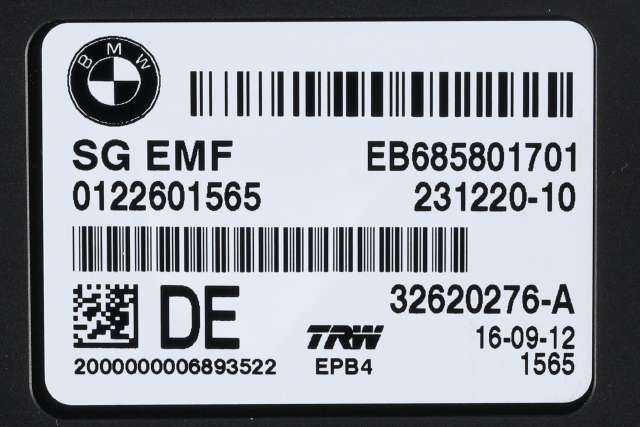 BMW
SG EMF EB685801701
0122601565 231220-10
DE 32620276-A
TRW 16-09-12
2000000006893522 EPB4 1565